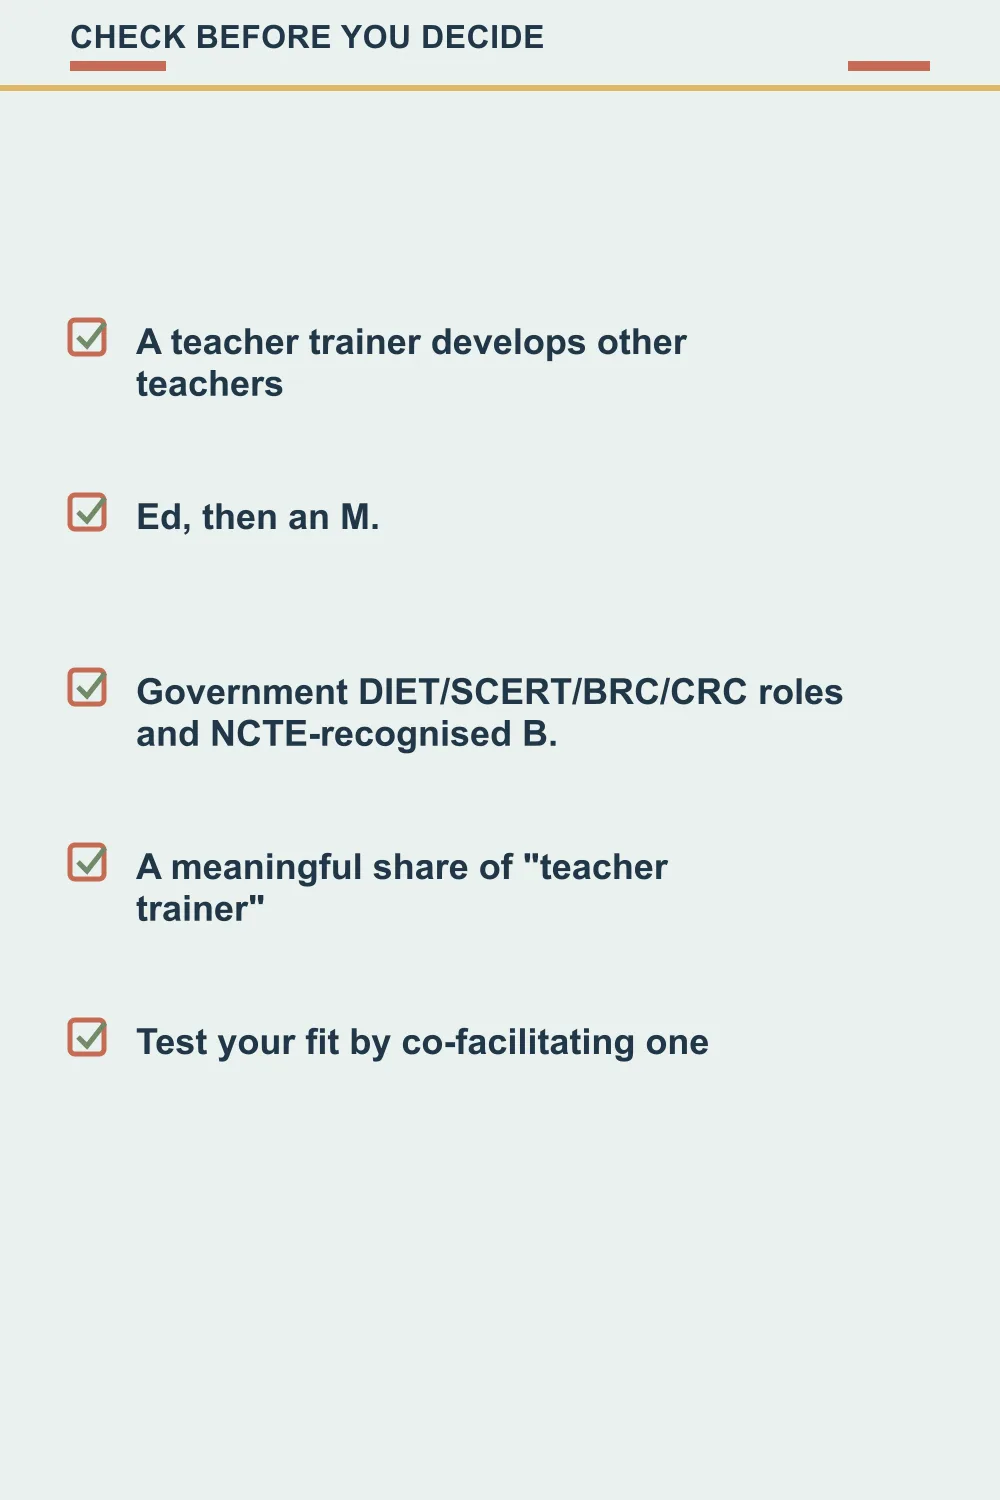 CHECK BEFORE YOU DECIDE
A teacher trainer develops other
teachers
Ed, then an M.
Government DIET/SCERT/BRC/CRC roles
and NCTE-recognised B.
A meaningful share of "teacher
trainer"
Test your fit by co-facilitating one